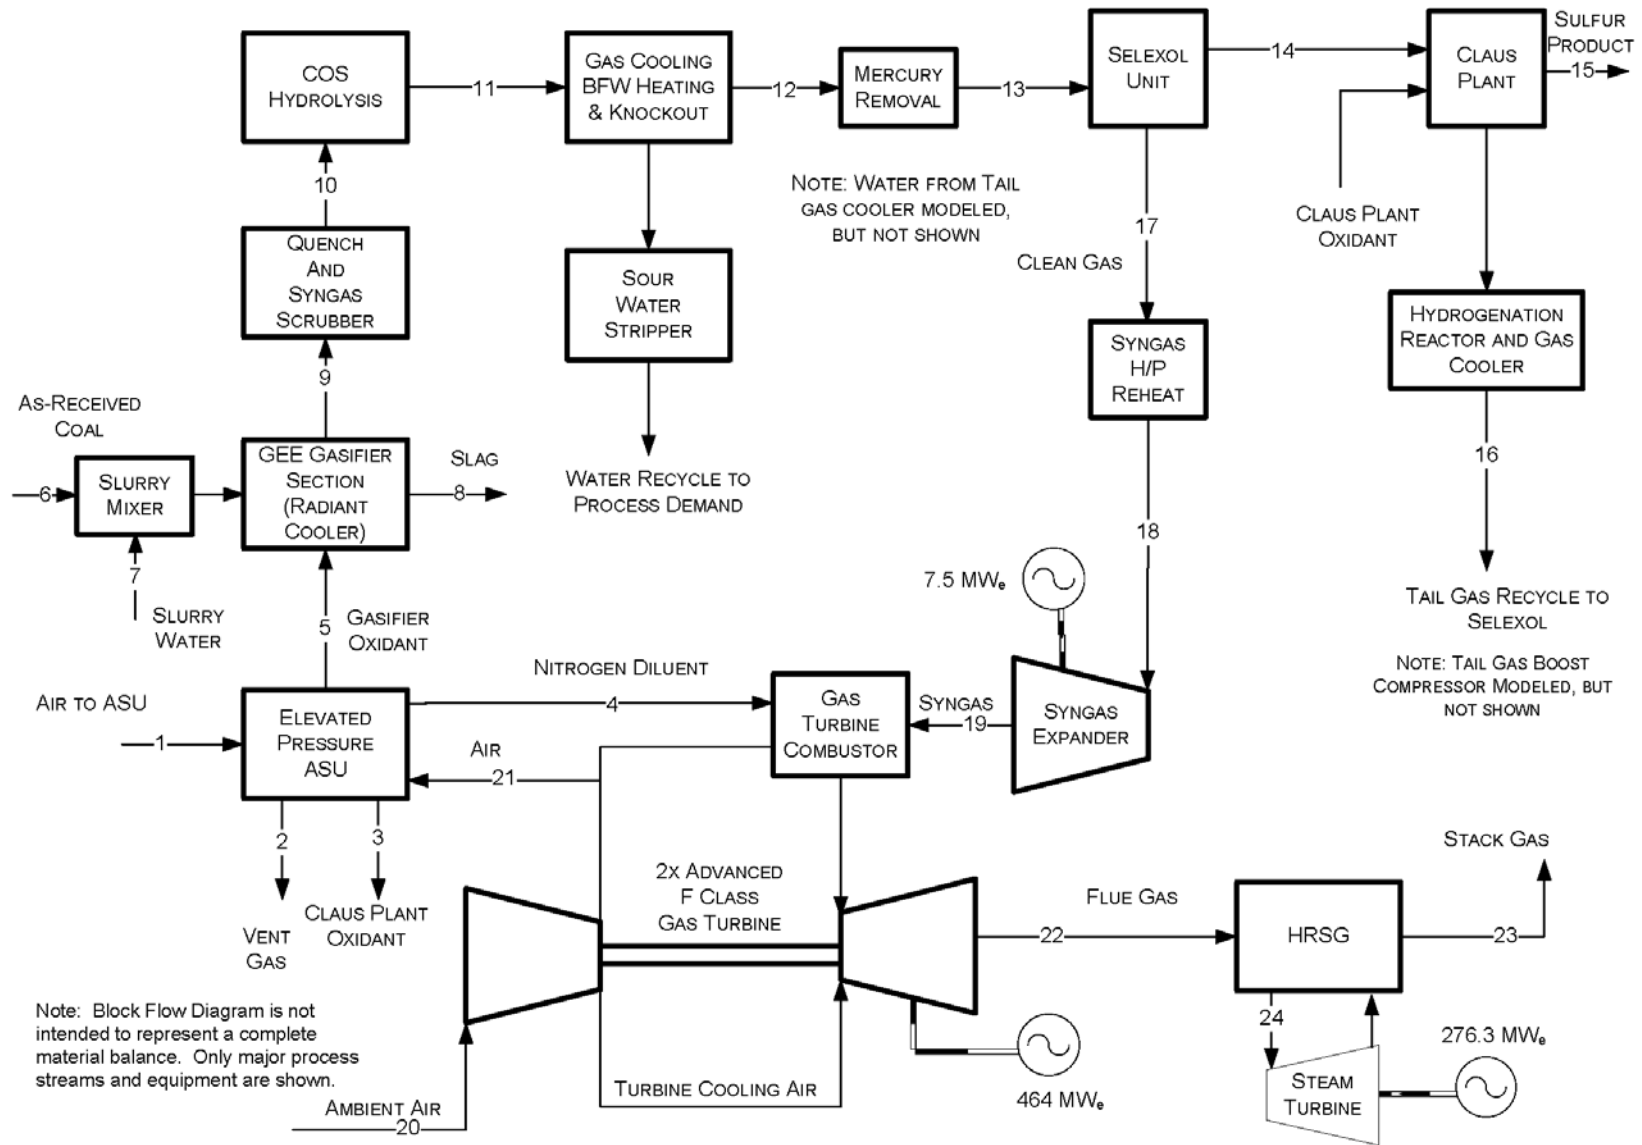 COS
HYDROLYSIS
11
GAS COOLING
BFW HEATING
& KNOCKOUT
12
MERCURY
REMOVAL
13
SELEXOL
UNIT
14
CLAUS
PLANT
SULFUR
PRODUCT
15
10
NOTE: WATER FROM TAIL
GAS COOLER MODELED,
BUT NOT SHOWN
17
CLEAN GAS
CLAUS PLANT
OXIDANT
QUENCH
AND
SYNGAS
SCRUBBER
SOUR
WATER
STRIPPER
SYNGAS
H/P
REHEAT
HYDROGENATION
REACTOR AND GAS
COOLER
9
AS-RECEIVED
COAL
6
SLURRY
MIXER
GEE GASIFIER
SECTION
(RADIANT
COOLER)
SLAG
8
WATER RECYCLE TO
PROCESS DEMAND
16
18
7
SLURRY
WATER
5
GASIFIER
OXIDANT
7.5 MWe
TAIL GAS RECYCLE TO
SELEXOL
NOTE: TAIL GAS BOOST
COMPRESSOR MODELED, BUT
NOT SHOWN
AIR TO ASU
1
ELEVATED
PRESSURE
ASU
NITROGEN DILUENT
4
GAS
TURBINE
COMBUSTOR
SYNGAS
19
SYNGAS
EXPANDER
AIR
21
2
3
VENT
GAS
CLAUS PLANT
OXIDANT
2X ADVANCED
F CLASS
GAS TURBINE
FLUE GAS
22
HRSG
STACK GAS
23
24
Note: Block Flow Diagram is not
intended to represent a complete
material balance. Only major process
streams and equipment are shown.
AMBIENT AIR
20
TURBINE COOLING AIR
464 MWe
STEAM
TURBINE
276.3 MWe